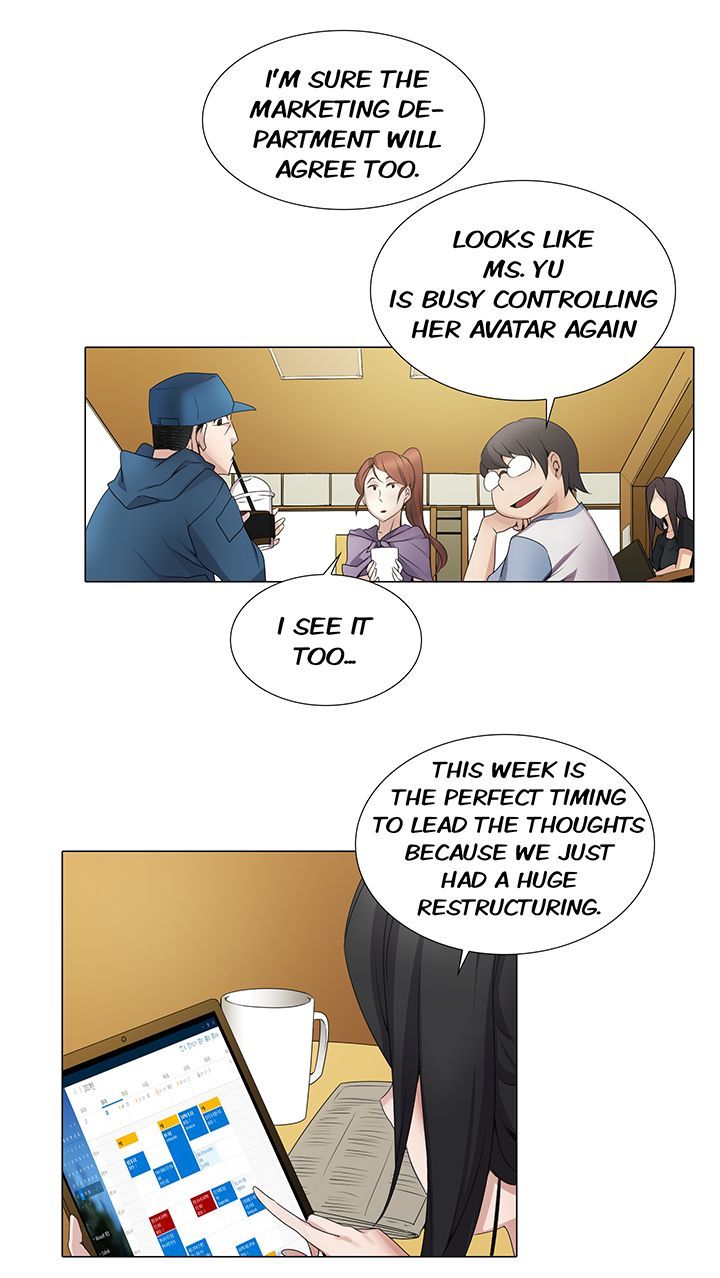 I'M SURE THE
MARKETING DE-
PARTMENT WILL
AGREE TOO.
LOOKS LIKE
MS. YU
IS BUSY CONTROLLING
HER AVATAR AGAIN
I SEE IT
TOO...
THIS WEEK IS
THE PERFECT TIMING
TO LEAD THE THOUGHTS
BECAUSE WE JUST
HAD A HUGE
RESTRUCTURING.